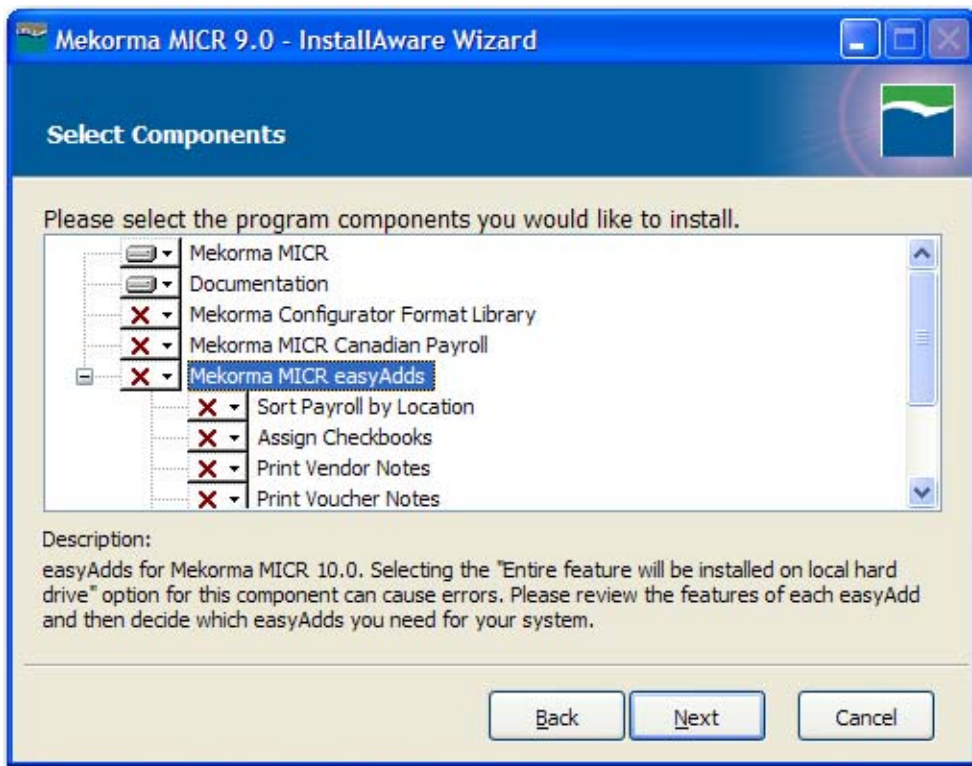 Mekorma MICR 9.0 - InstallAware Wizard
Select Components
Please select the program components you would like to install.
Mekorma MICR
Documentation
Mekorma Configurator Format Library
Mekorma MICR Canadian Payroll
Mekorma MICR easyAdds
Sort Payroll by Location
Assign Checkbooks
Print Vendor Notes
Print Voucher Notes
Description:
easyAdds for Mekorma MICR 10.0. Selecting the "Entire feature will be installed on local hard
drive" option for this component can cause errors. Please review the features of each easyAdd
and then decide which easyAdds you need for your system.
Back Next Cancel